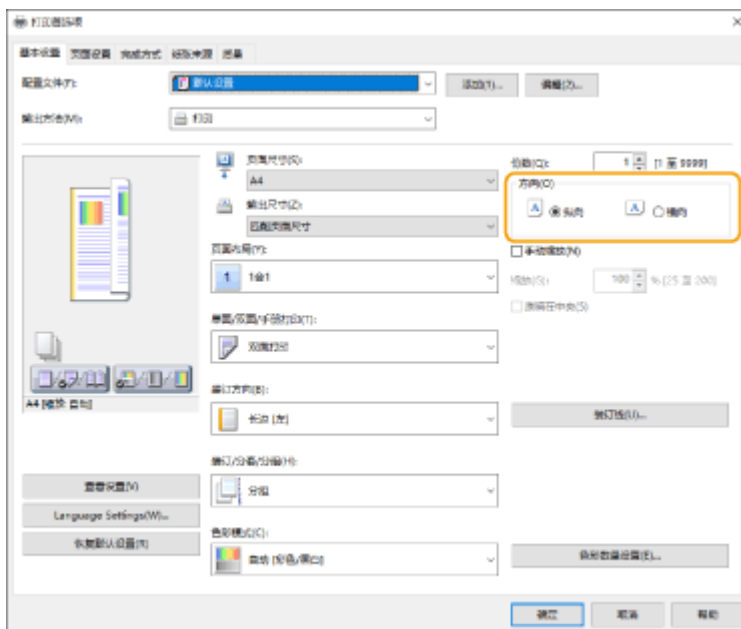 打印首选项
基本设置 页面设置 完成方式 纸张来源 质量
配置文件(F): 默认设置 添加(1)... 编辑(2)...
输出方法(M): 打印
页面尺寸(S): 份数(C): 1 [1 至 9999]
A4 方向(O)
输出尺寸(Z): A 纵向 A 横向
匹配页面尺寸
页面布局(Y): 手动缩放(N)
1 1合1 缩放(G): 100 % [25 至 200]
单面/双面/手册打印(T):
双面打印
A4 [缩放: 自动] 装订方向(B):
长边 [左] 装订线(U)...
装订/分套/分组(H):
查看设置(V) 分组
Language Settings(W)...
恢复默认设置(R) 色彩模式(C):
自动 [彩色/黑白] 色彩数量设置(E)...
确定 取消 帮助